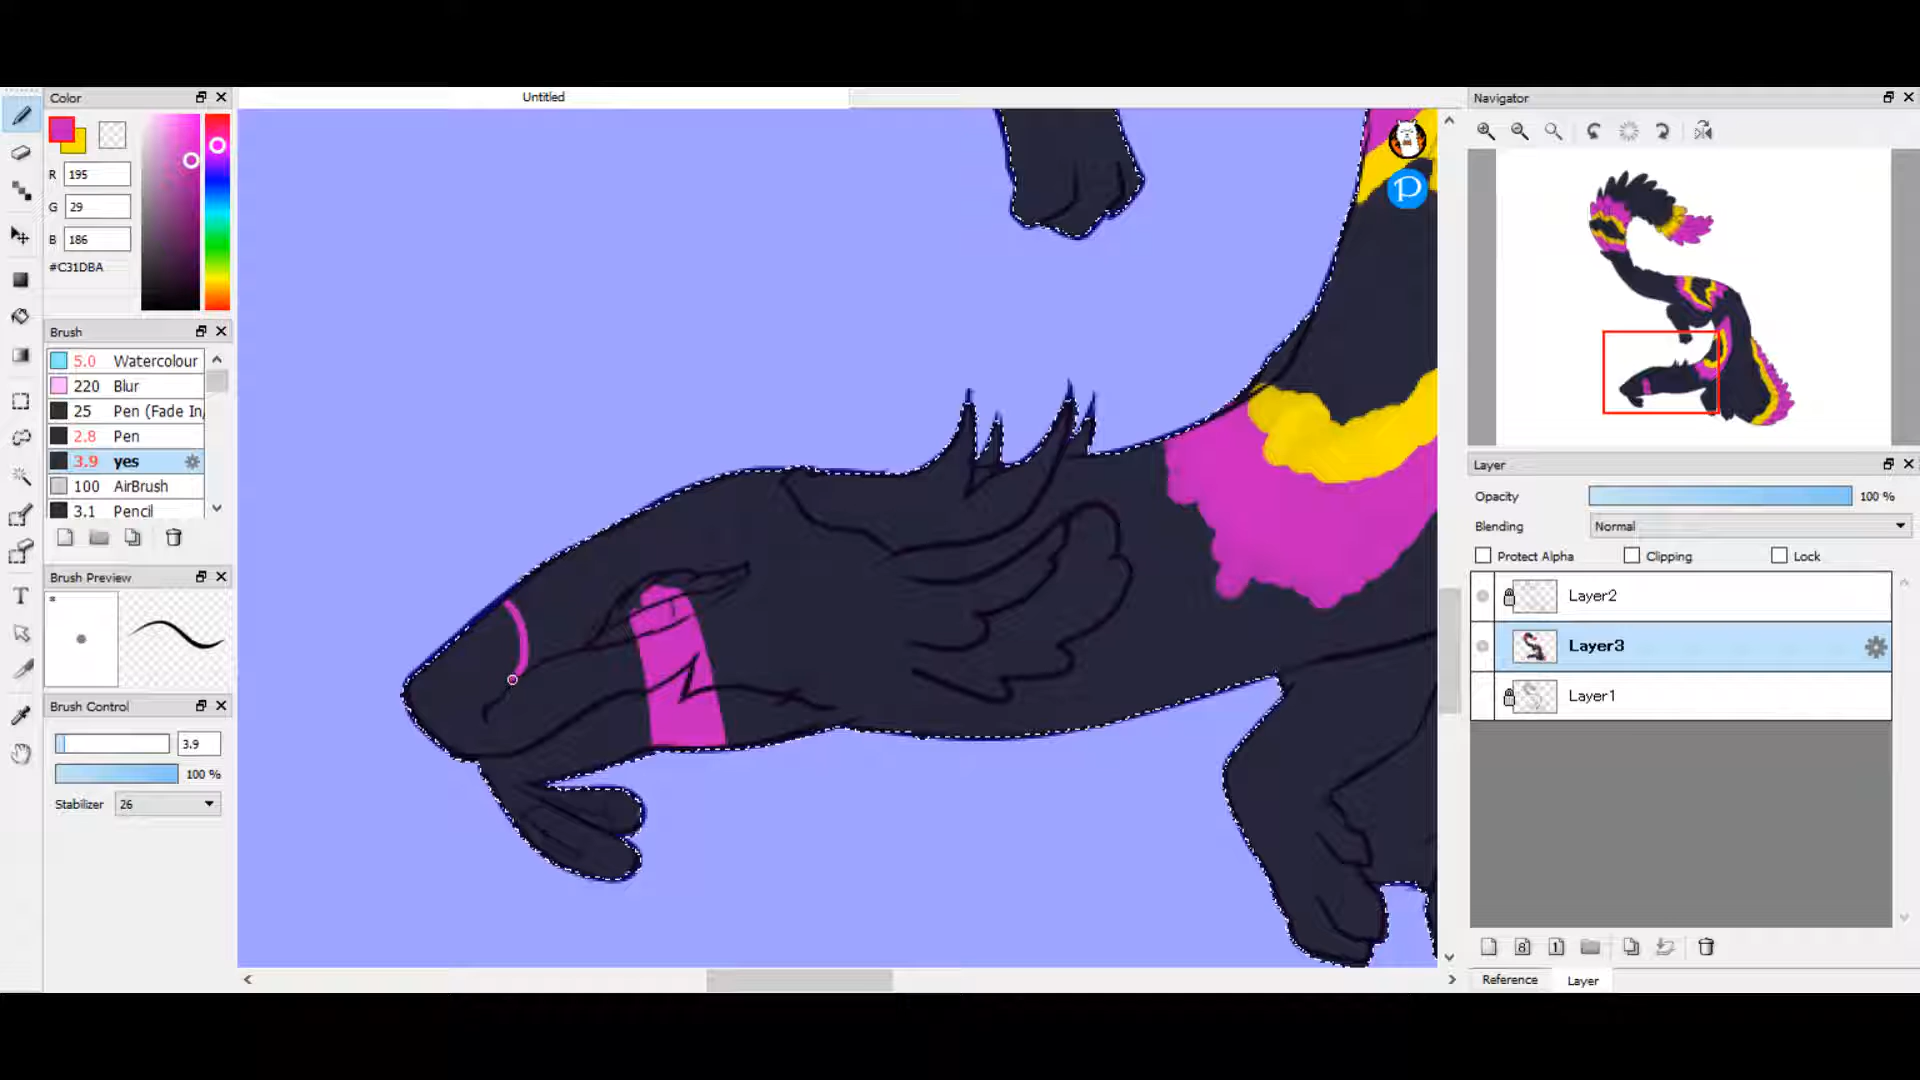 Color
Untitled
Navigator
R 195
G 29
B 186
#C31DBA
Brush
5.0 Watercolour
220 Blur
25 Pen (Fade In,
2.8 Pen
3.9 yes
100 AirBrush
3.1 Pencil
Brush Preview
Brush Control
3.9
100 %
Stabilizer 26
P
Layer
Opacity 100 %
Blending Normal
Protect Alpha Clipping Lock
Layer2
Layer3
Layer1
8 1
Reference Layer
T